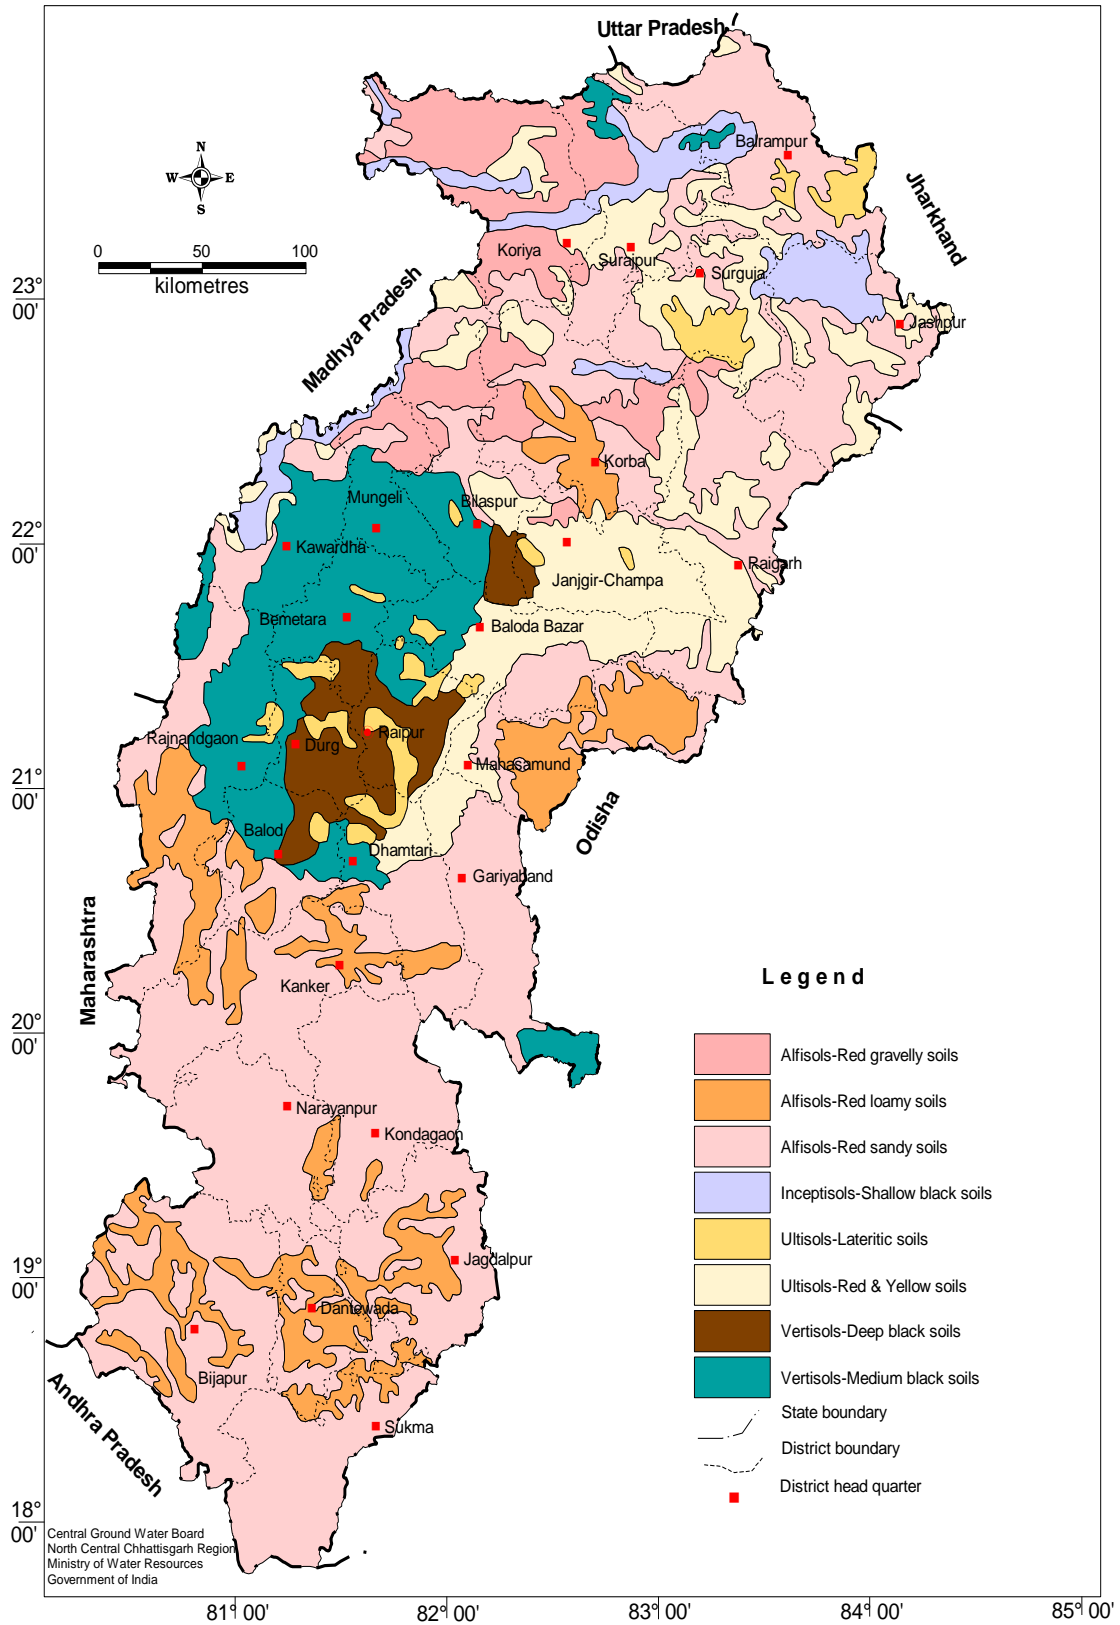 Uttar Pradesh
Balrampur
N
W E
S
Jharkhand
0 50 100
kilometres
Koriya
Surajpur
Surguja
23°
00'
Madhya Pradesh
Jashpur
Korba
Mungeli
Bilaspur
22°
00'
Kawardha
Janjgir-Champa
Raigarh
Bemetara
Baloda Bazar
Rajnandgaon
Durg
Raipur
Mahasamund
21°
00'
Odisha
Balod
Dhamtari
Gariyaband
Maharashtra
Kanker
Legend
20°
00'
Alfisols-Red gravelly soils
Alfisols-Red loamy soils
Alfisols-Red sandy soils
Inceptisols-Shallow black soils
Ultisols-Lateritic soils
Ultisols-Red & Yellow soils
Vertisols-Deep black soils
Vertisols-Medium black soils
State boundary
District boundary
District head quarter
Narayanpur
Kondagaon
Jagdalpur
19°
00'
Dantewada
Bijapur
Andhra Pradesh
Sukma
18°
00'
Central Ground Water Board
North Central Chhattisgarh Region
Ministry of Water Resources
Government of India
81° 00' 82° 00' 83° 00' 84° 00' 85° 00'